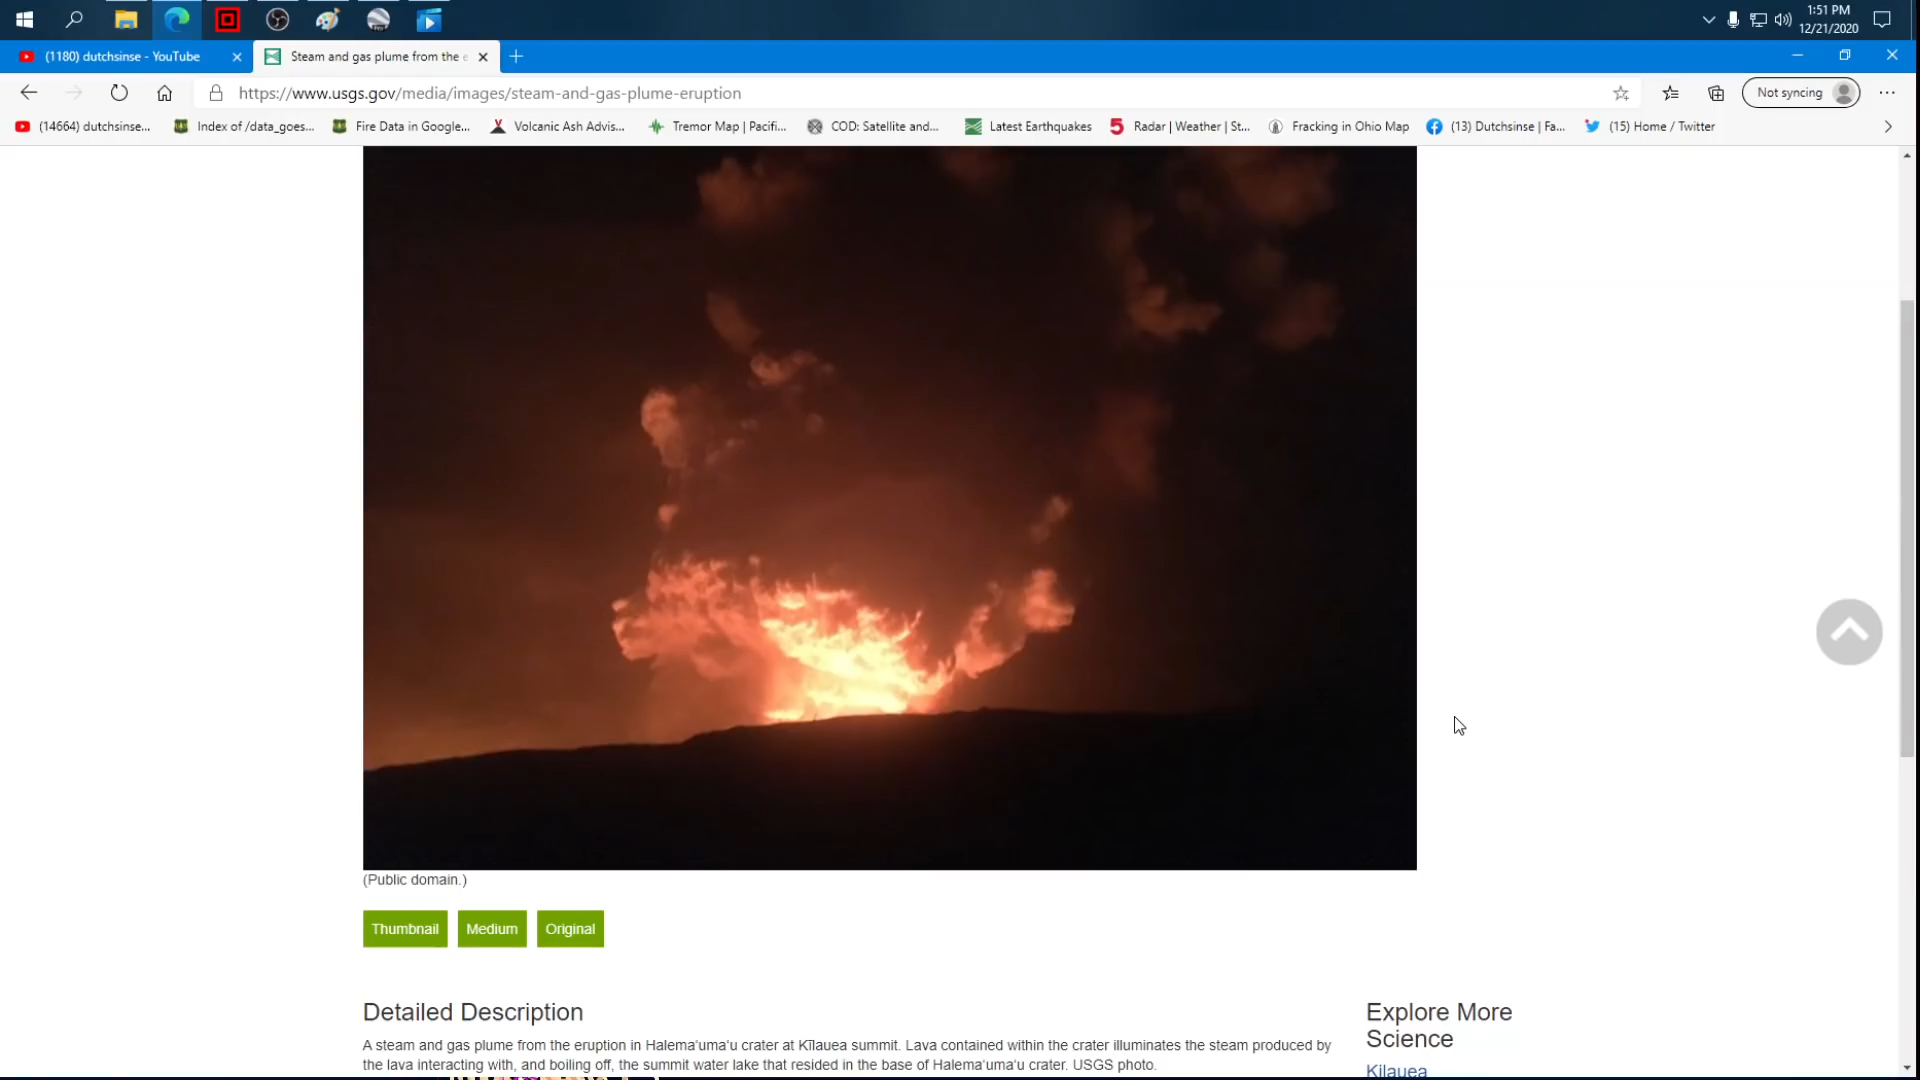 1:51 PM
12/21/2020
(1180) dutchsinse - YouTube
Steam and gas plume from the e
https://www.usgs.gov/media/images/steam-and-gas-plume-eruption
Not syncing
(14664) dutchsinse...
Index of /data_goes...
Fire Data in Google...
Volcanic Ash Advis...
Tremor Map | Pacifi...
COD: Satellite and...
Latest Earthquakes
5 Radar | Weather | St...
Fracking in Ohio Map
(13) Dutchsinse | Fa...
(15) Home / Twitter
(Public domain.)
Thumbnail
Medium
Original
Detailed Description
A steam and gas plume from the eruption in Halemaʻumaʻu crater at Kīlauea summit. Lava contained within the crater illuminates the steam produced by
the lava interacting with, and boiling off, the summit water lake that resided in the base of Halemaʻumaʻu crater. USGS photo.
Explore More
Science
Kilauea